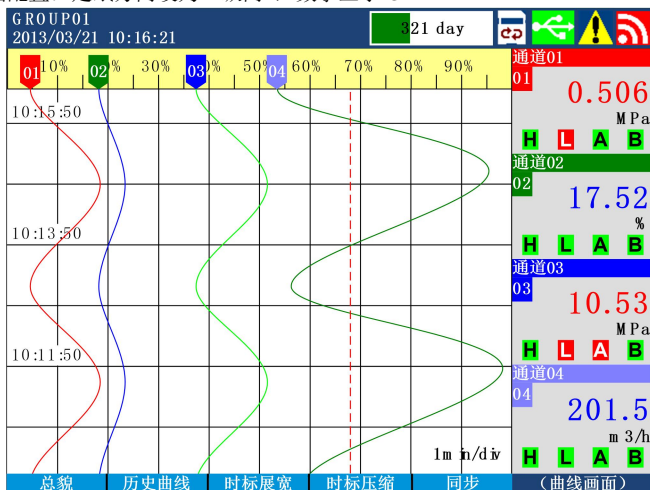 GROUP01
2013/03/21 10:16:21
321 day
01 10% 02 % 30% 03 % 50% 04 60% 70% 80% 90%
10:15:50
10:13:50
10:11:50
1min/div
通道01
01
0.506
MPa
H L A B
通道02
02
17.52
%
H L A B
通道03
03
10.53
MPa
H L A B
通道04
04
201.5
m3/h
H L A B
总貌 历史曲线 时标展宽 时标压缩 同步 (曲线画面)